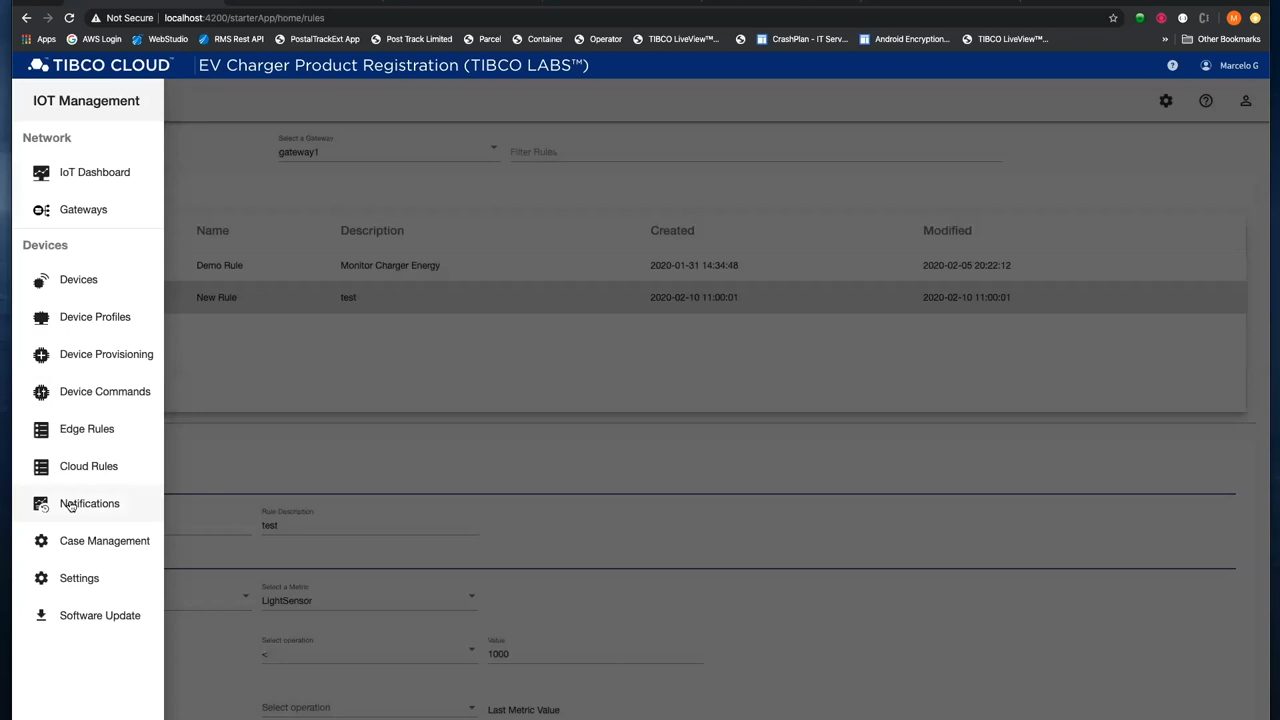 Not Secure localhost:4200/starterApp/home/rules M
Apps AWS Login WebStudio RMS Rest API PostalTrackExt App Post Track Limited Parcel Container Operator TIBCO LiveView™... CrashPlan - IT Serv... Android Encryption... TIBCO LiveView™... » Other Bookmarks
TIBCO CLOUD™ EV Charger Product Registration (TIBCO LABS™) Marcelo G
IOT Management
Network
IoT Dashboard
Gateways
Devices
Devices
Device Profiles
Device Provisioning
Device Commands
Edge Rules
Cloud Rules
Notifications
Case Management
Settings
Software Update
Select a Gateway
gateway1 Filter Rules
Name Description Created Modified
Demo Rule Monitor Charger Energy 2020-01-31 14:34:48 2020-02-05 20:22:12
New Rule test 2020-02-10 11:00:01 2020-02-10 11:00:01
Rule Destription
test
Select a Metric
LightSensor
Select operation Value
< 1000
Select operation Last Metric Value